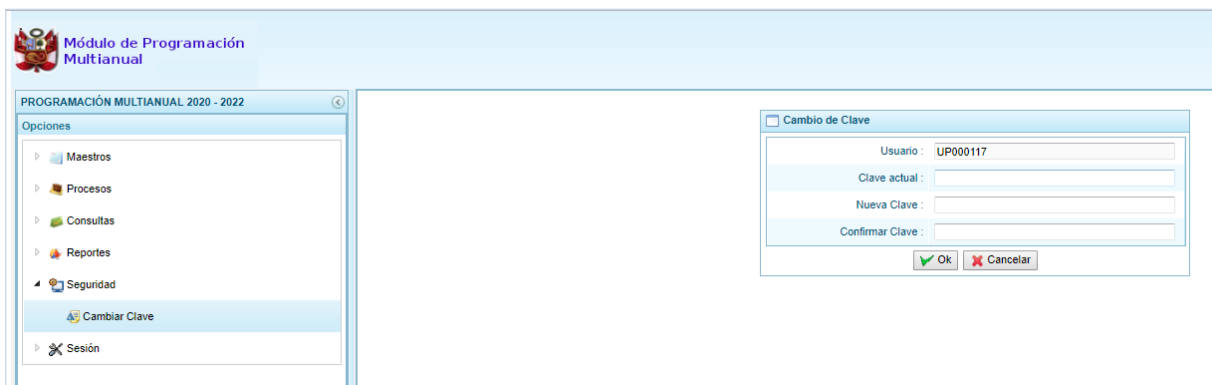 Módulo de Programación
Multianual
PROGRAMACIÓN MULTIANUAL 2020 - 2022
Opciones
Maestros
Procesos
Consultas
Reportes
Seguridad
Cambiar Clave
Sesión
Cambio de Clave
Usuario : UP000117
Clave actual :
Nueva Clave :
Confirmar Clave :
Ok Cancelar